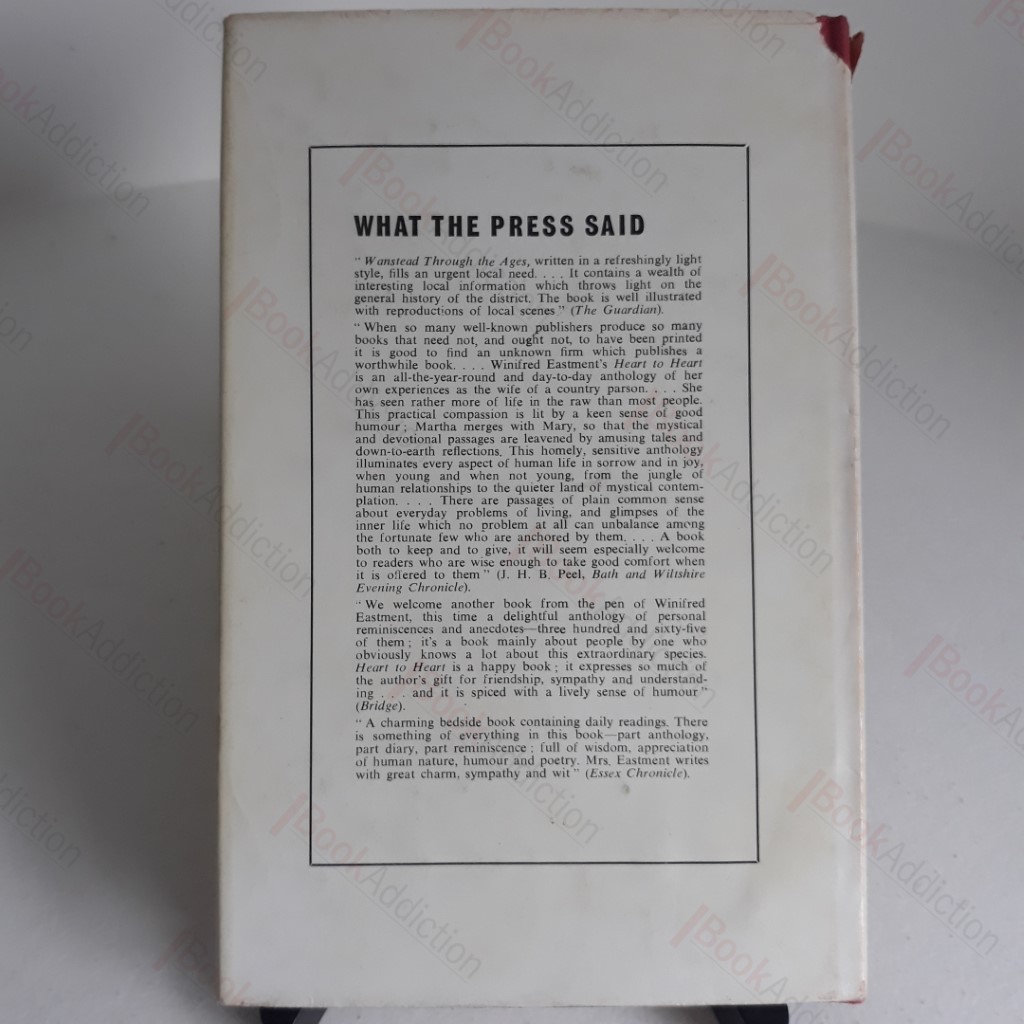 WHAT THE PRESS SAID
" Wanstead Through the Ages, written in a refreshingly light
style, fills an urgent local need. . . . It contains a wealth of
interesting local information which throws light on the
general history of the district. The book is well illustrated
with reproductions of local scenes " (The Guardian).
" When so many well-known publishers produce so many
books that need not, and ought not, to have been printed
it is good to find an unknown firm which publishes a
worthwhile book. . . . Winifred Eastment's Heart to Heart
is an all-the-year-round and day-to-day anthology of her
own experiences as the wife of a country parson. . . . She
has seen rather more of life in the raw than most people.
This practical compassion is lit by a keen sense of good
humour ; Martha merges with Mary, so that the mystical
and devotional passages are leavened by amusing tales and
down-to-earth reflections. This homely, sensitive anthology
illuminates every aspect of human life in sorrow and in joy,
when young and when not young, from the jungle of
human relationships to the quieter land of mystical contem-
plation. . . . There are passages of plain common sense
about everyday problems of living, and glimpses of the
inner life which no problem at all can unbalance among
the fortunate few who are anchored by them. . . . A book
both to keep and to give, it will seem especially welcome
to readers who are wise enough to take good comfort when
it is offered to them " (J. H. B. Peel, Bath and Wiltshire
Evening Chronicle).
" We welcome another book from the pen of Winifred
Eastment, this time a delightful anthology of personal
reminiscences and anecdotes—three hundred and sixty-five
of them ; it's a book mainly about people by one who
obviously knows a lot about this extraordinary species.
Heart to Heart is a happy book ; it expresses so much of
the author's gift for friendship, sympathy and understand-
ing . . . and it is spiced with a lively sense of humour "
(Bridge).
" A charming bedside book containing daily readings. There
is something of everything in this book—part anthology,
part diary, part reminiscence ; full of wisdom, appreciation
of human nature, humour and poetry. Mrs. Eastment writes
with great charm, sympathy and wit " (Essex Chronicle).
BookAddiction